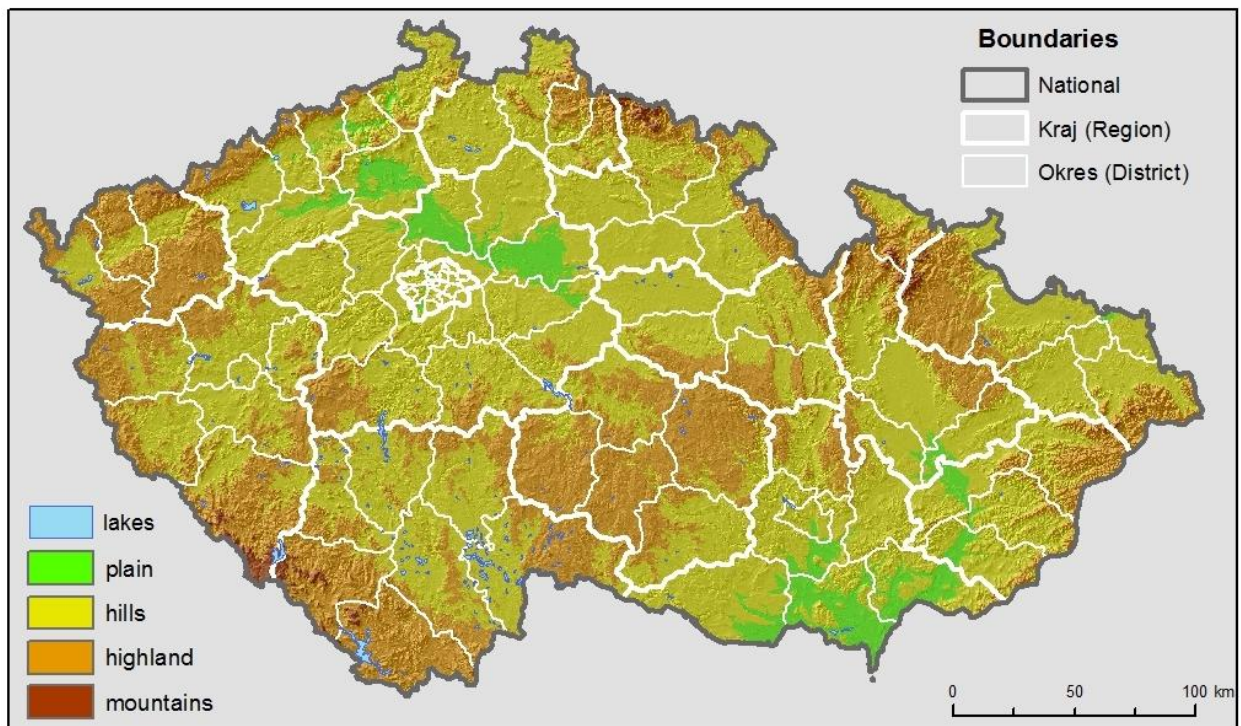 Boundaries
National
Kraj (Region)
Okres (District)
lakes
plain
hills
highland
mountains
0 50 100 km